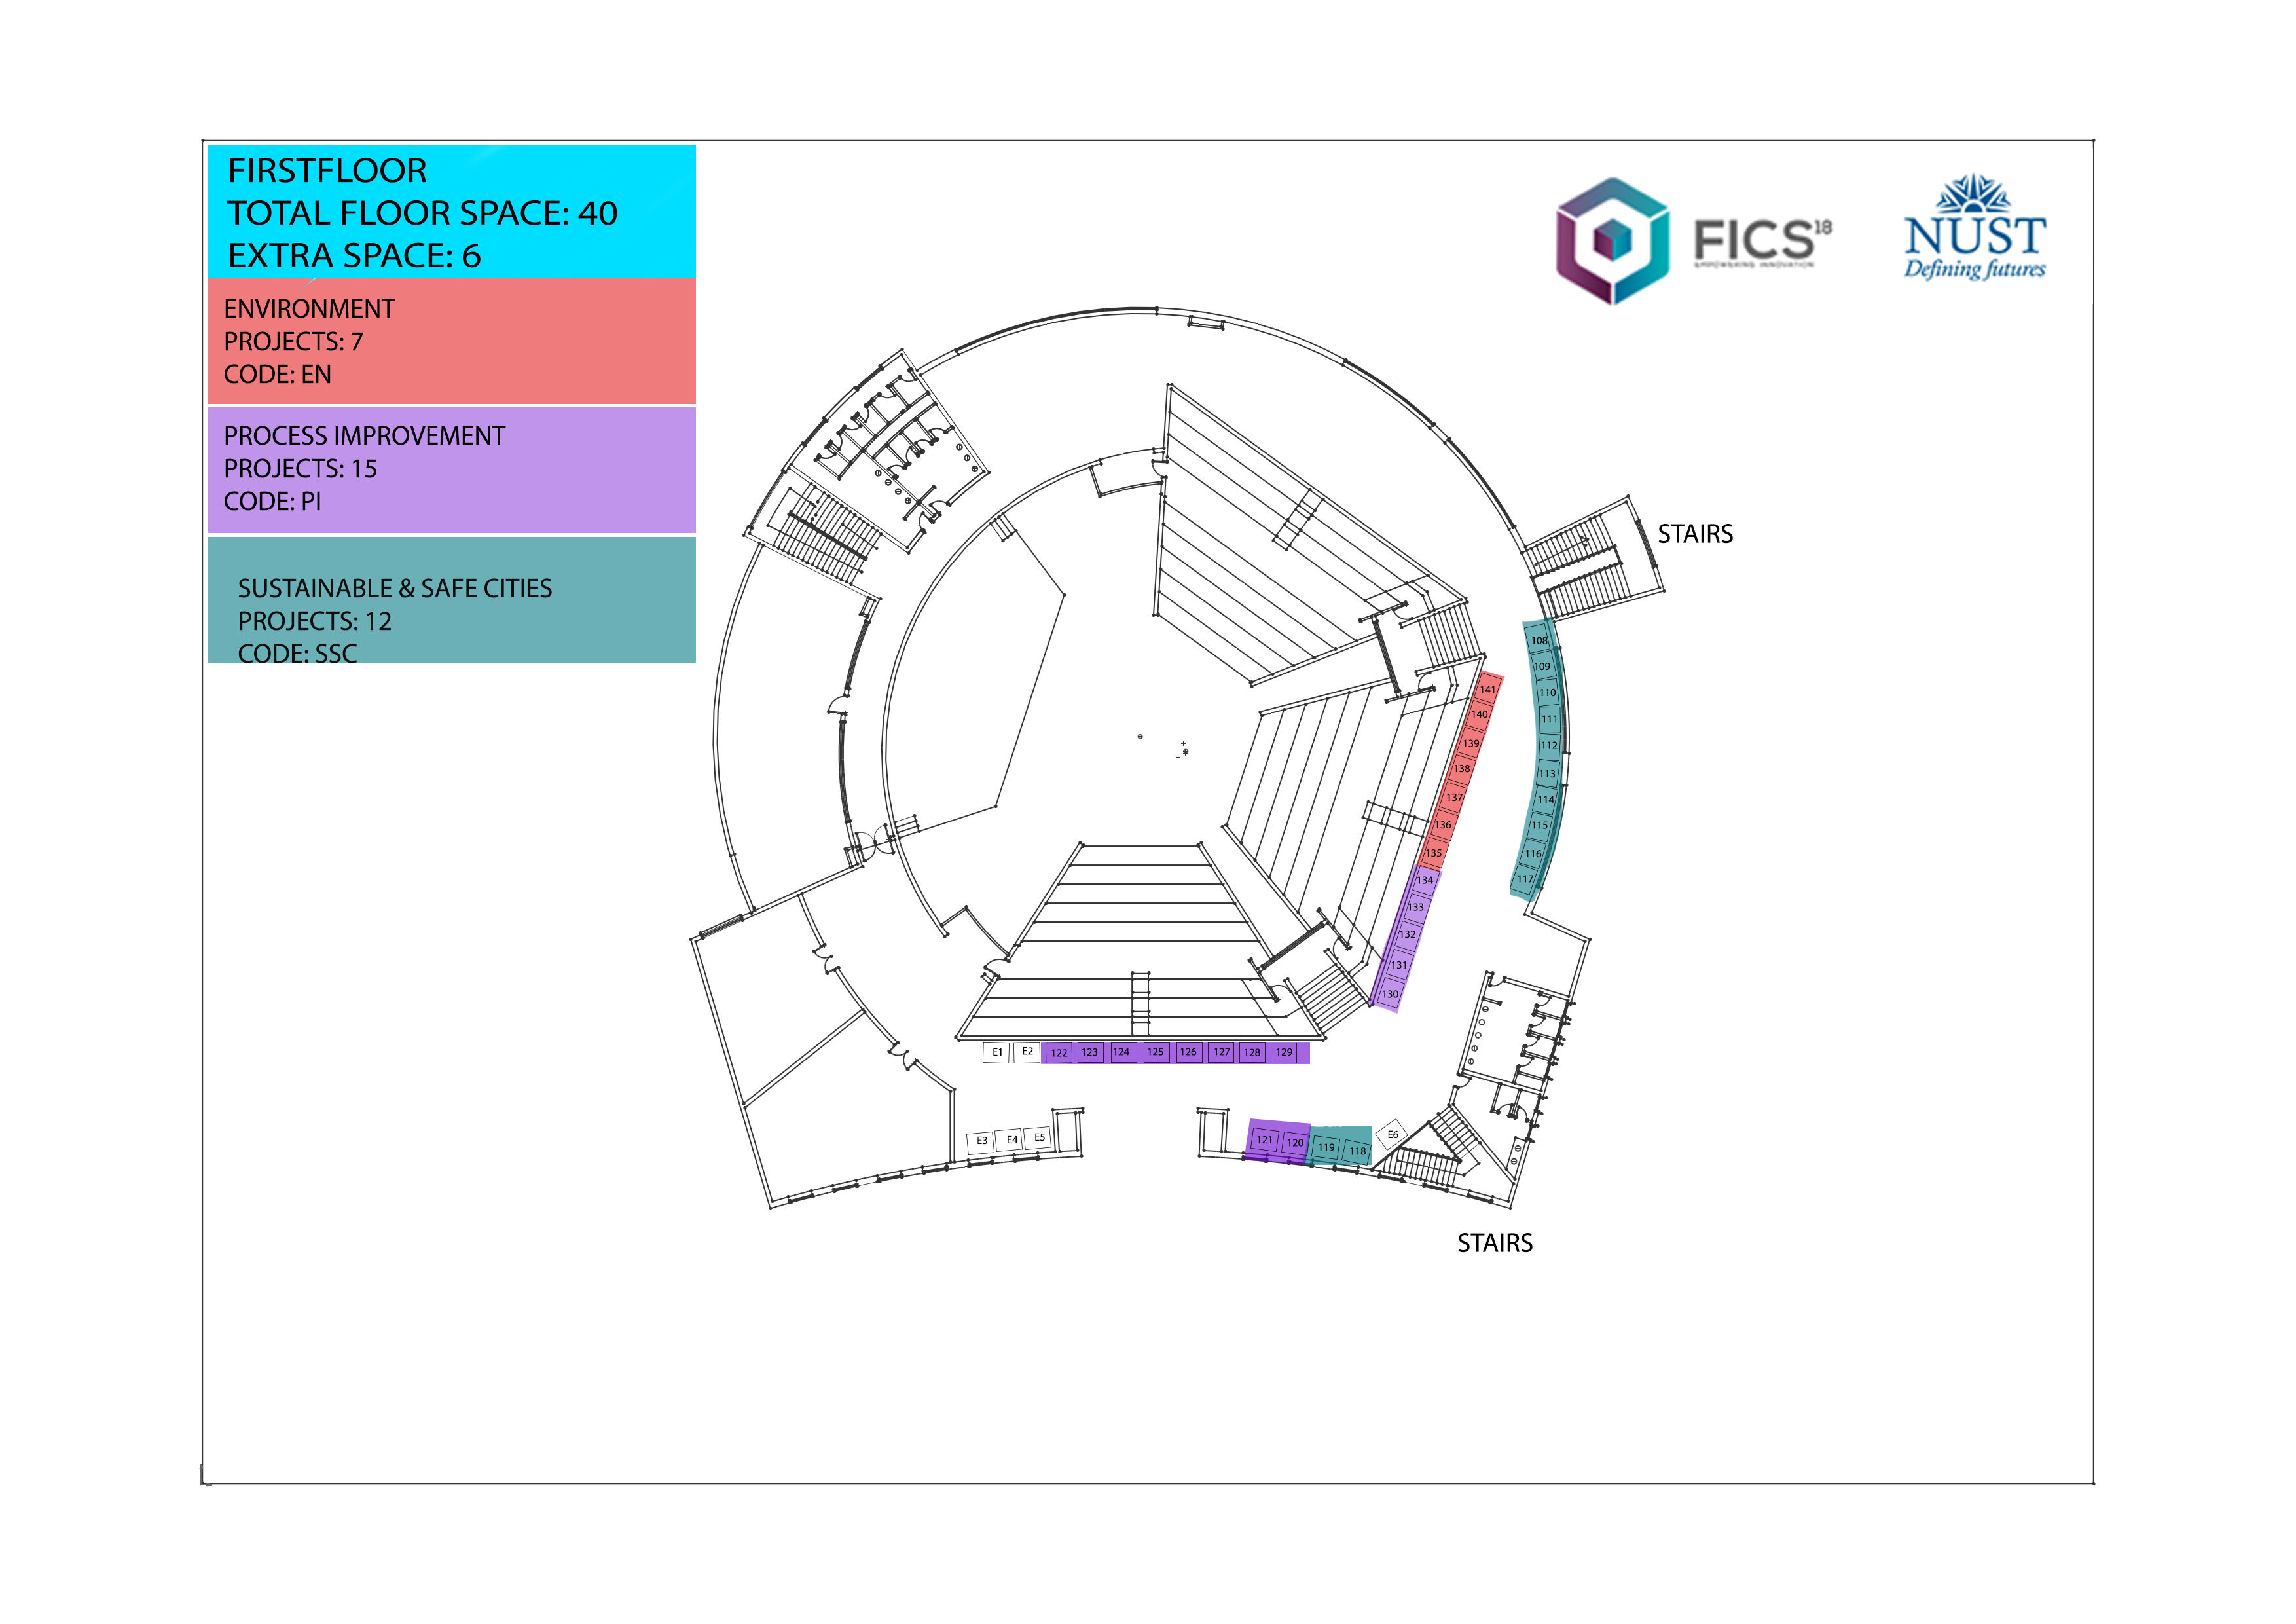 FIRSTFLOOR
TOTAL FLOOR SPACE: 40
EXTRA SPACE: 6
ENVIRONMENT
PROJECTS: 7
CODE: EN
PROCESS IMPROVEMENT
PROJECTS: 15
CODE: PI
SUSTAINABLE & SAFE CITIES
PROJECTS: 12
CODE: SSC
FICS18
EMPOWERING INNOVATION
NUST
Defining futures
STAIRS
108
109
110
111
112
113
114
115
116
117
141
140
139
138
137
136
135
134
133
132
131
130
E1 E2 122 123 124 125 126 127 128 129
E3 E4 E5
121 120 119 118 E6
STAIRS